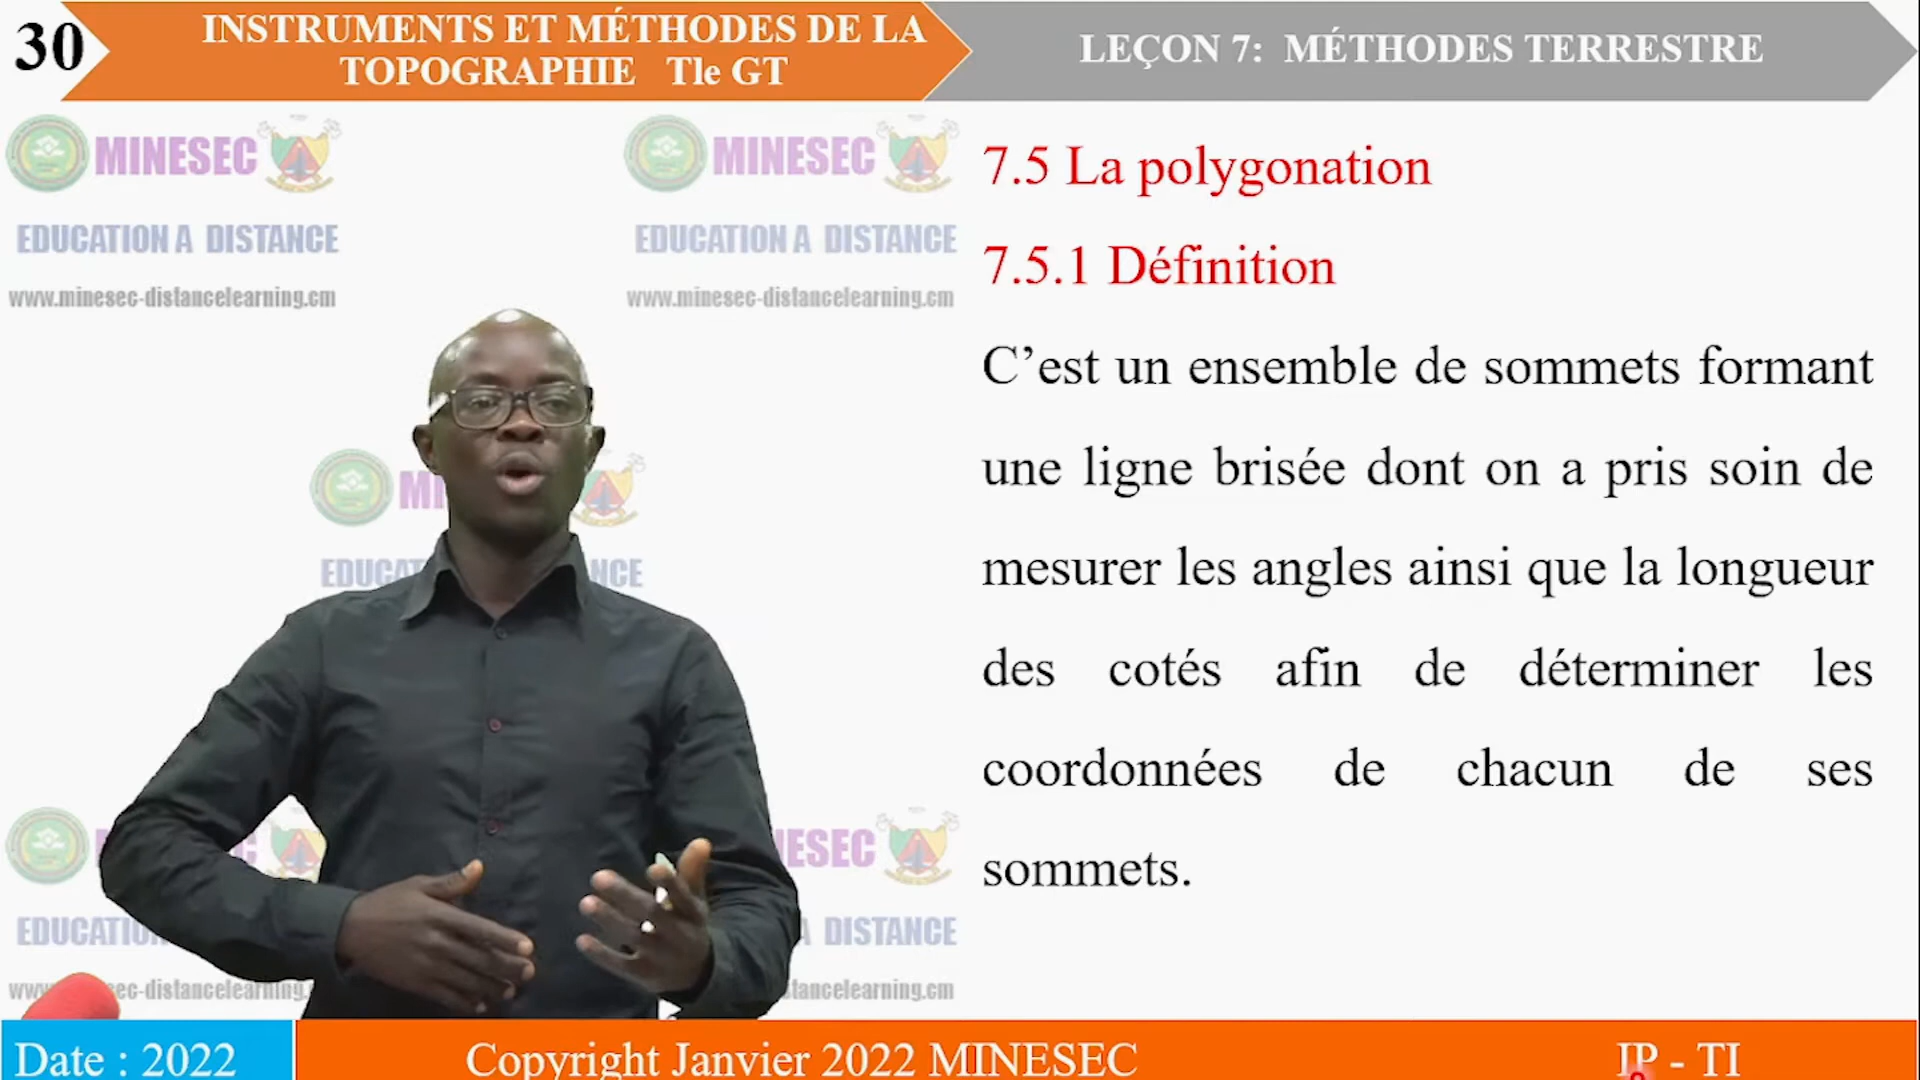 30
INSTRUMENTS ET MÉTHODES DE LA
TOPOGRAPHIE Tle GT
LEÇON 7: MÉTHODES TERRESTRE
MINESEC
EDUCATION A DISTANCE
www.minesec-distancelearning.cm
MINESEC
EDUCATION A DISTANCE
www.minesec-distancelearning.cm
7.5 La polygonation
7.5.1 Définition
C’est un ensemble de sommets formant
une ligne brisée dont on a pris soin de
mesurer les angles ainsi que la longueur
des cotés afin de déterminer les
coordonnées de chacun de ses
sommets.
A DISTANCE
Date : 2022
Copyright Janvier 2022 MINESEC
IP - TI